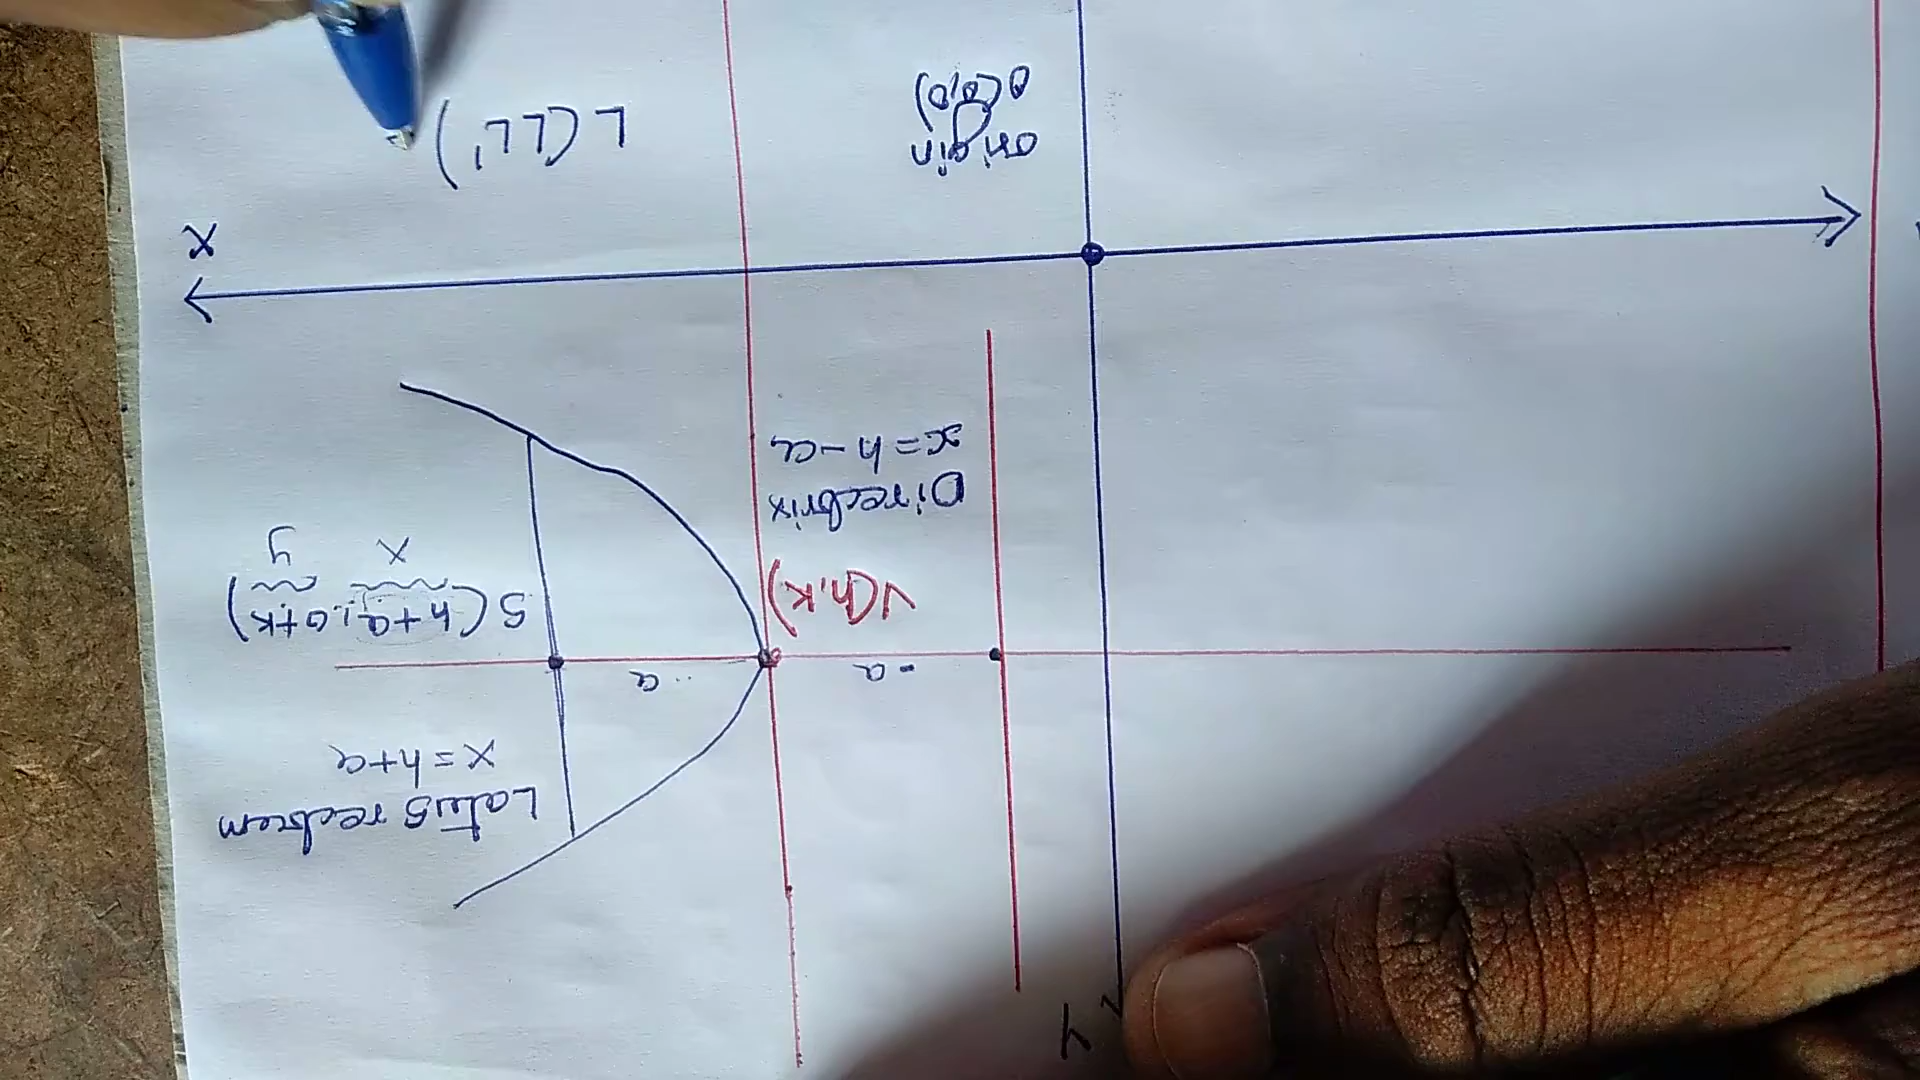 y
Latus rectum
x = h+a
- a
a
V(h,k)
S(h+a, 0+k)
x
y
Directrix
x = h-a
X
origin
O(0,0)
L(LL')